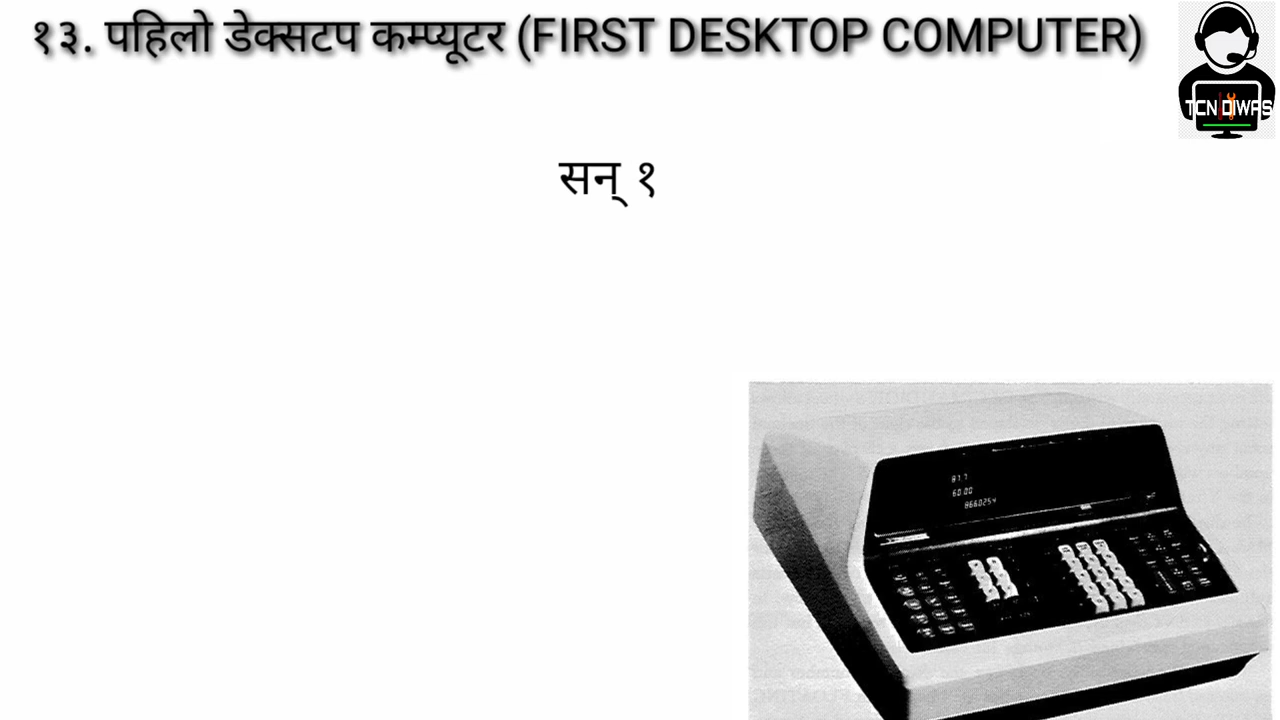 १३. पहिलो डेक्सटप कम्प्यूटर (FIRST DESKTOP COMPUTER)
TCN DIWAS
सन् १